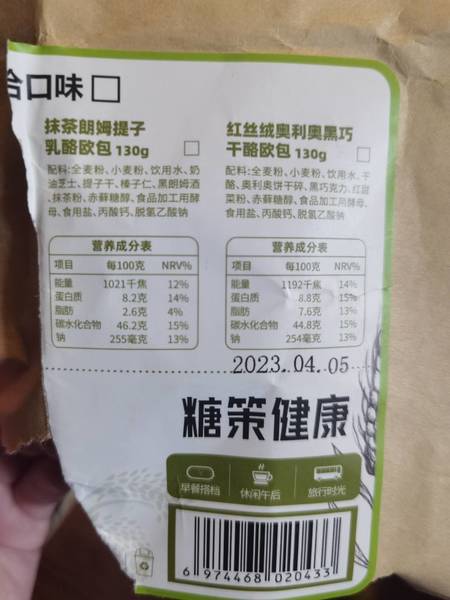 合口味
抹茶朗姆提子
乳酪欧包 130g
配料:全麦粉、小麦粉、饮用水、奶
油芝士、提子干、榛子仁、黑朗姆酒
、抹茶粉、赤藓糖醇、食品加工用酵
母、食用盐、丙酸钙、脱氢乙酸钠
营养成分表
项目 每100克 NRV%
能量 1021千焦 12%
蛋白质 8.2克 14%
脂肪 2.6克 4%
碳水化合物 46.2克 15%
钠 255毫克 13%
红丝绒奥利奥黑巧
干酪欧包 130g
配料:全麦粉、小麦粉、饮用水、干
酪、奥利奥饼干碎、黑巧克力、红甜
菜粉、赤藓糖醇、食品加工用酵母、
食用盐、丙酸钙、脱氢乙酸钠
营养成分表
项目 每100克 NRV%
能量 1192千焦 14%
蛋白质 8.8克 15%
脂肪 7.6克 13%
碳水化合物 44.8克 15%
钠 254毫克 13%
2023.04.05
糖策健康
早餐搭档 休闲午后 旅行时光
6 974468 020433